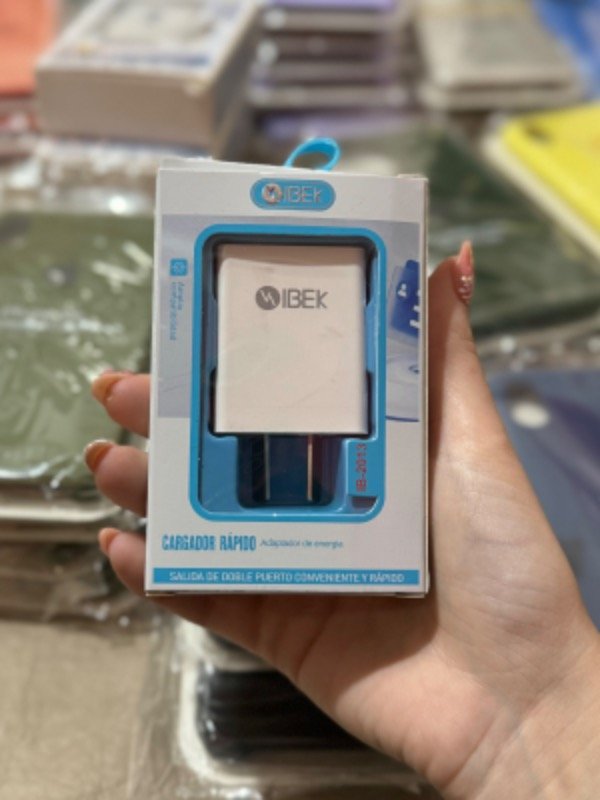 IBEK
IBEK
IB-2013
CARGADOR RÁPIDO Adaptador de energía
SALIDA DE DOBLE PUERTO CONVENIENTE Y RÁPIDO